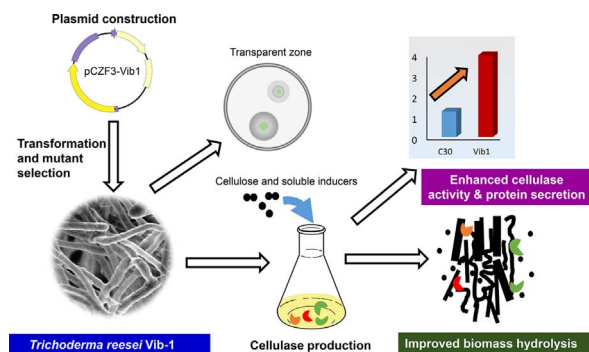 Plasmid construction
pCZF3-Vib1
Transformation
and mutant
selection
Transparent zone
Cellulose and soluble inducers
4
3
2
1
0
C30 Vib1
Enhanced cellulase
activity & protein secretion
Trichoderma reesei Vib-1
Cellulase production
Improved biomass hydrolysis